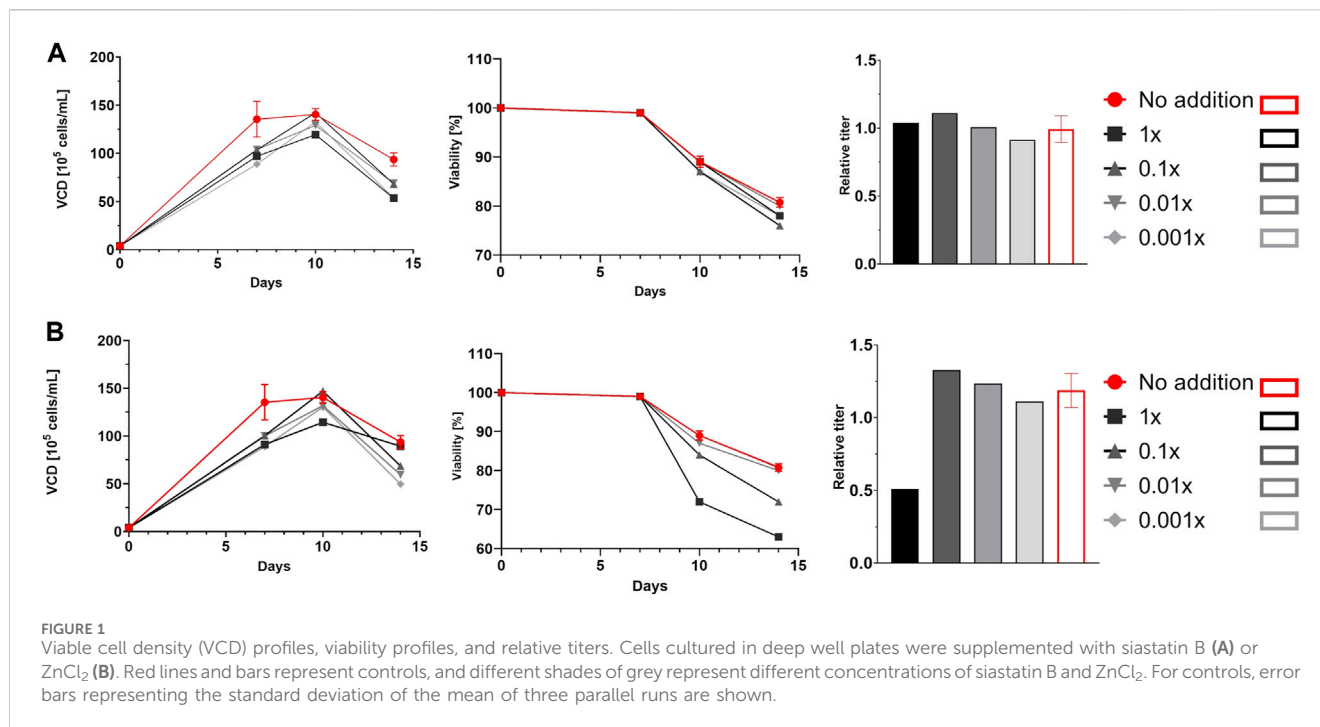 A
200
150
100
50
0
0
5
10
15
VCD [10⁵ cells/mL]
Days
110
100
90
80
70
0
5
10
15
Viability [%]
Days
1.5
1.0
0.5
0.0
Relative titer
No addition
1x
0.1x
0.01x
0.001x
B
200
150
100
50
0
0
5
10
15
VCD [10⁵ cells/mL]
Days
110
100
90
80
70
60
0
5
10
15
Viability [%]
Days
1.5
1.0
0.5
0.0
Relative titer
No addition
1x
0.1x
0.01x
0.001x
FIGURE 1
Viable cell density (VCD) profiles, viability profiles, and relative titers. Cells cultured in deep well plates were supplemented with siastatin B (A) or
ZnCl₂ (B). Red lines and bars represent controls, and different shades of grey represent different concentrations of siastatin B and ZnCl₂. For controls, error
bars representing the standard deviation of the mean of three parallel runs are shown.